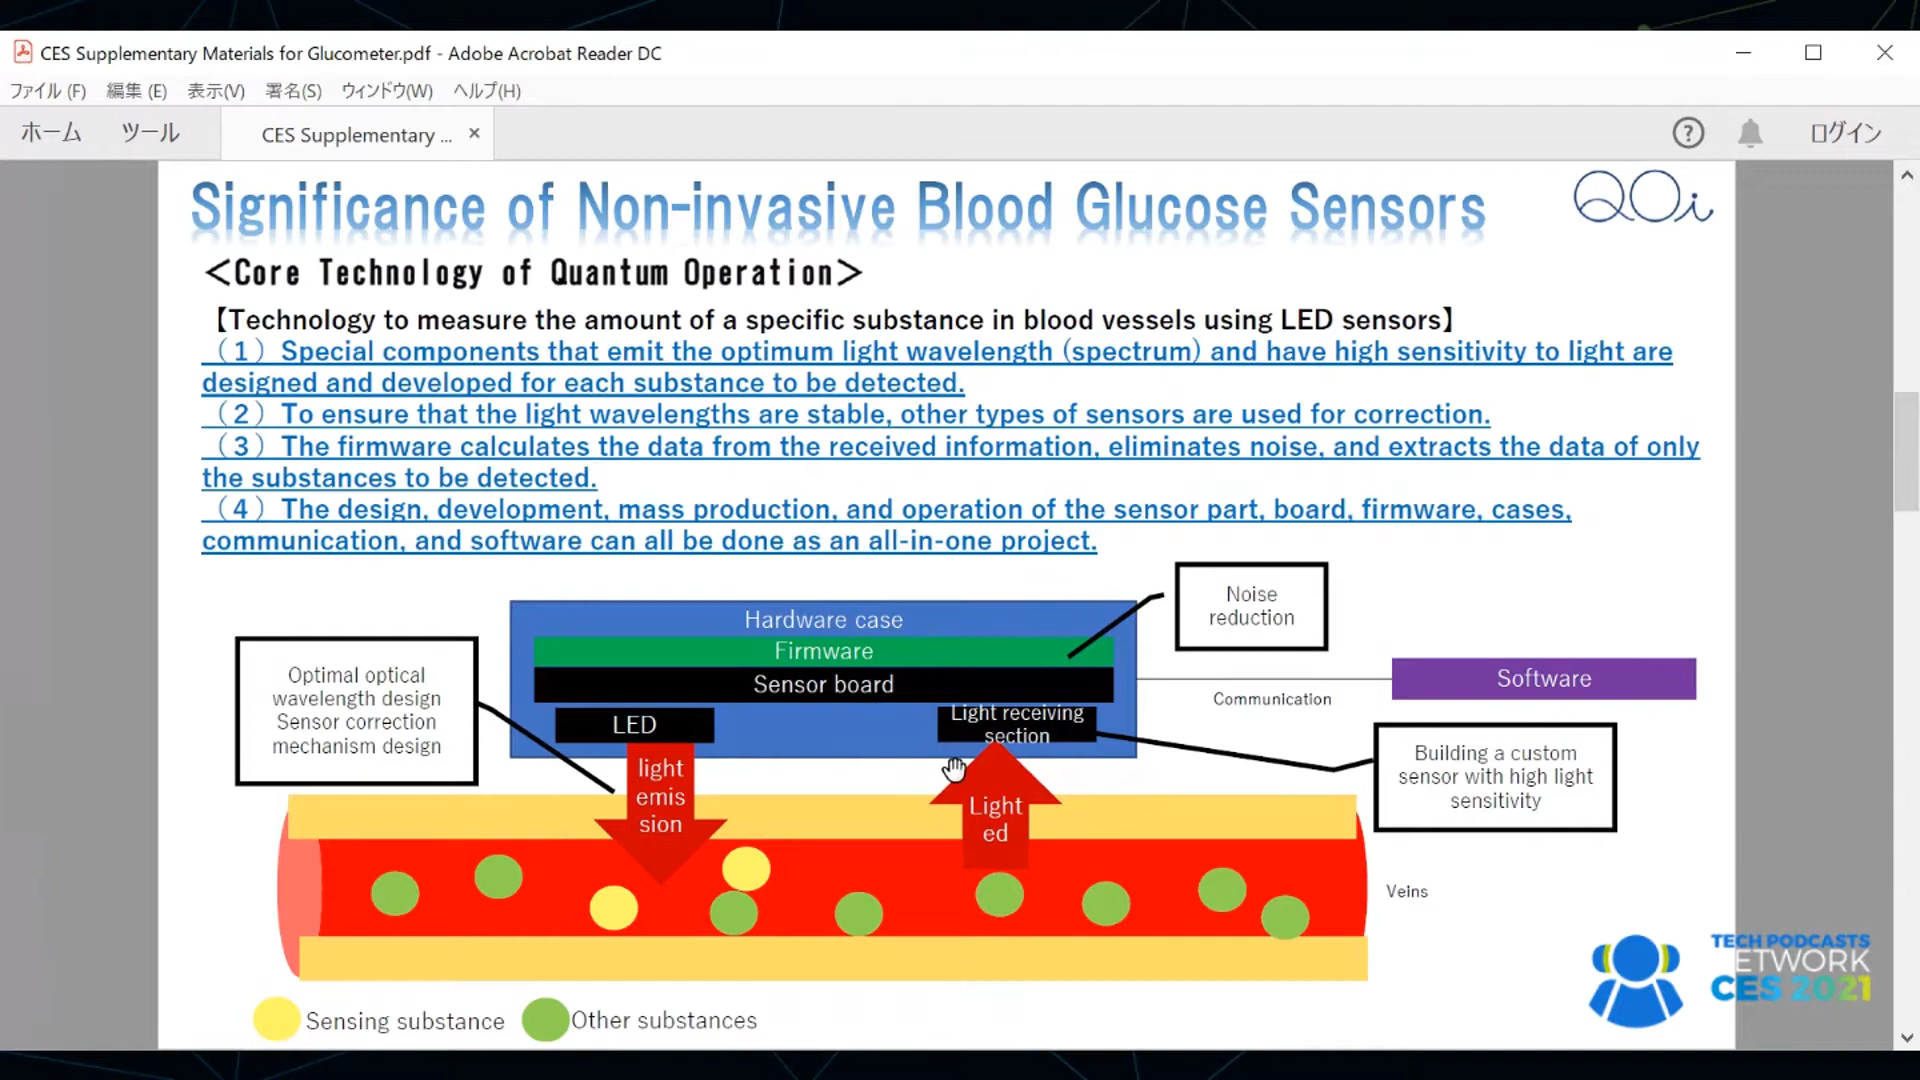 CES Supplementary Materials for Glucometer.pdf - Adobe Acrobat Reader DC
ファイル(F) 編集(E) 表示(V) 署名(S) ウィンドウ(W) ヘルプ(H)
ホーム ツール CES Supplementary ... × ? ログイン
Significance of Non-invasive Blood Glucose Sensors
QOi
<Core Technology of Quantum Operation>
【Technology to measure the amount of a specific substance in blood vessels using LED sensors】
（1）Special components that emit the optimum light wavelength (spectrum) and have high sensitivity to light are
designed and developed for each substance to be detected.
（2）To ensure that the light wavelengths are stable, other types of sensors are used for correction.
（3）The firmware calculates the data from the received information, eliminates noise, and extracts the data of only
the substances to be detected.
（4）The design, development, mass production, and operation of the sensor part, board, firmware, cases,
communication, and software can all be done as an all-in-one project.
Noise
reduction
Hardware case
Firmware
Sensor board
LED
Light receiving
section
Optimal optical
wavelength design
Sensor correction
mechanism design
Communication
Software
Building a custom
sensor with high light
sensitivity
light
emis
sion
Light
ed
Veins
Sensing substance
Other substances
TECH PODCASTS
ETWORK
CES 2021